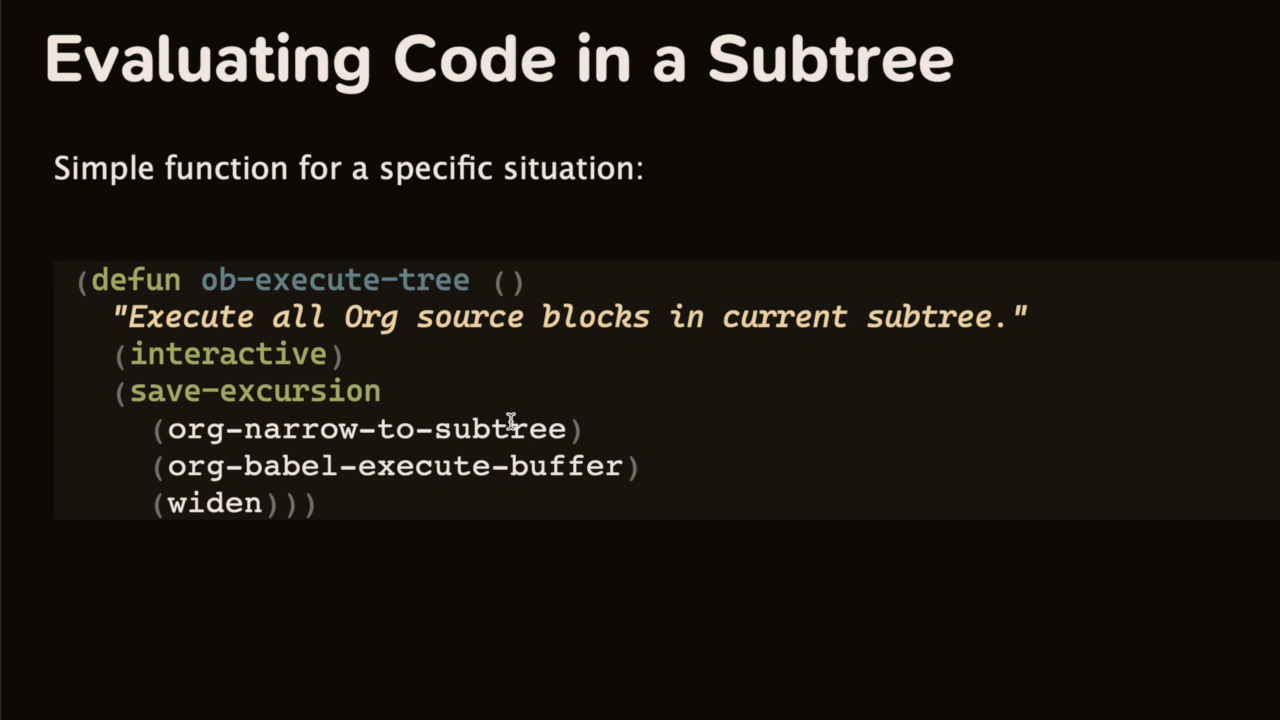 Evaluating Code in a Subtree
Simple function for a specific situation:
(defun ob-execute-tree ()
"Execute all Org source blocks in current subtree."
(interactive)
(save-excursion
(org-narrow-to-subtree)
(org-babel-execute-buffer)
(widen)))